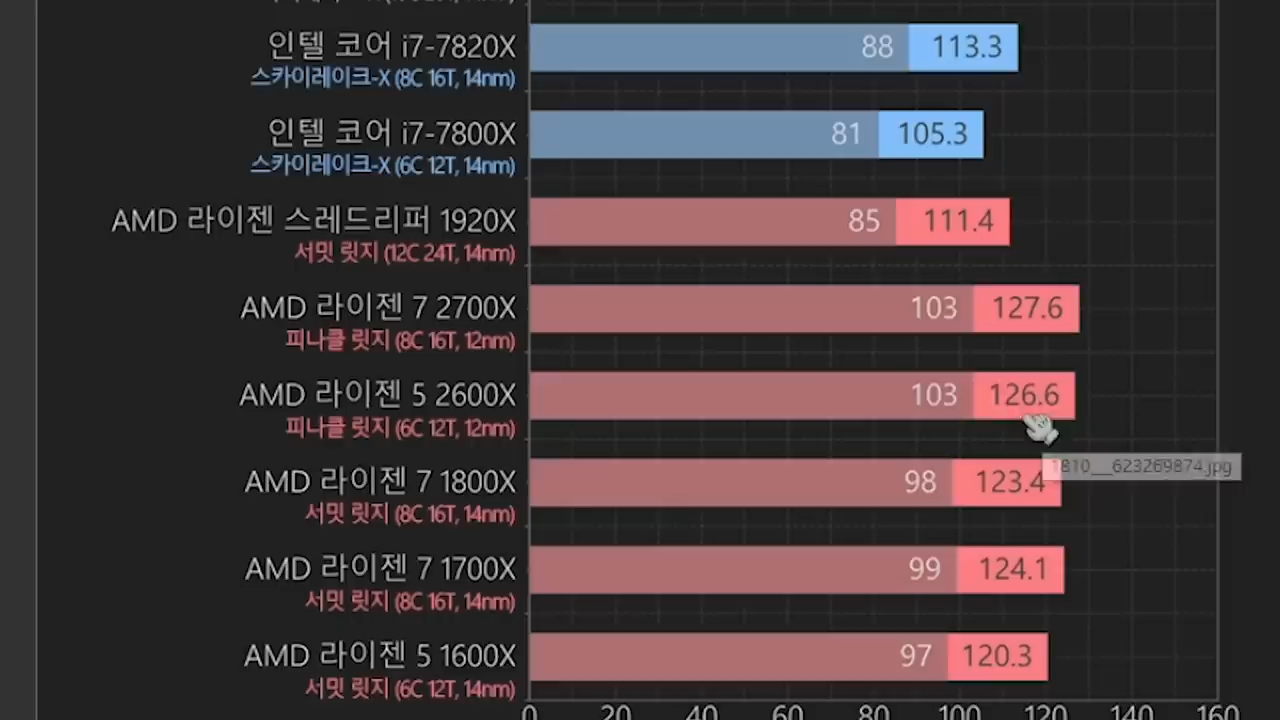 인텔 코어 i7-7820X
88 113.3
스카이레이크-X (8C 16T, 14nm)
인텔 코어 i7-7800X
81 105.3
스카이레이크-X (6C 12T, 14nm)
AMD 라이젠 스레드리퍼 1920X
85 111.4
서밋 릿지 (12C 24T, 14nm)
AMD 라이젠 7 2700X
103 127.6
피나클 릿지 (8C 16T, 12nm)
AMD 라이젠 5 2600X
103 126.6
피나클 릿지 (6C 12T, 12nm)
1810__623269874.jpg
AMD 라이젠 7 1800X
98 123.4
서밋 릿지 (8C 16T, 14nm)
AMD 라이젠 7 1700X
99 124.1
서밋 릿지 (8C 16T, 14nm)
AMD 라이젠 5 1600X
97 120.3
서밋 릿지 (6C 12T, 14nm)
0 20 40 60 80 100 120 140 160